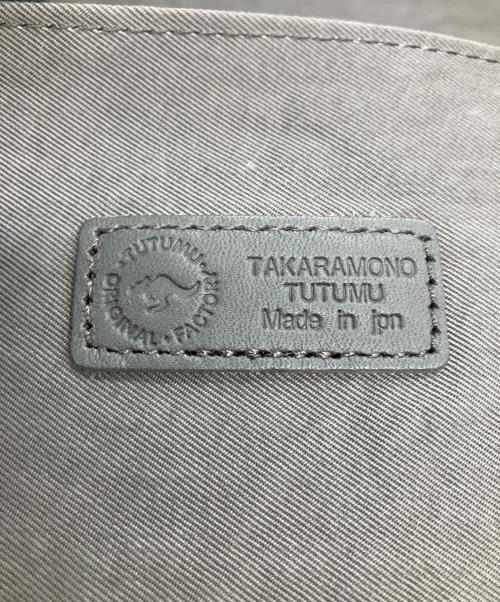 ·TUTUMU·
ORIGINAL · FACTORY
TAKARAMONO
TUTUMU
Made in jpn